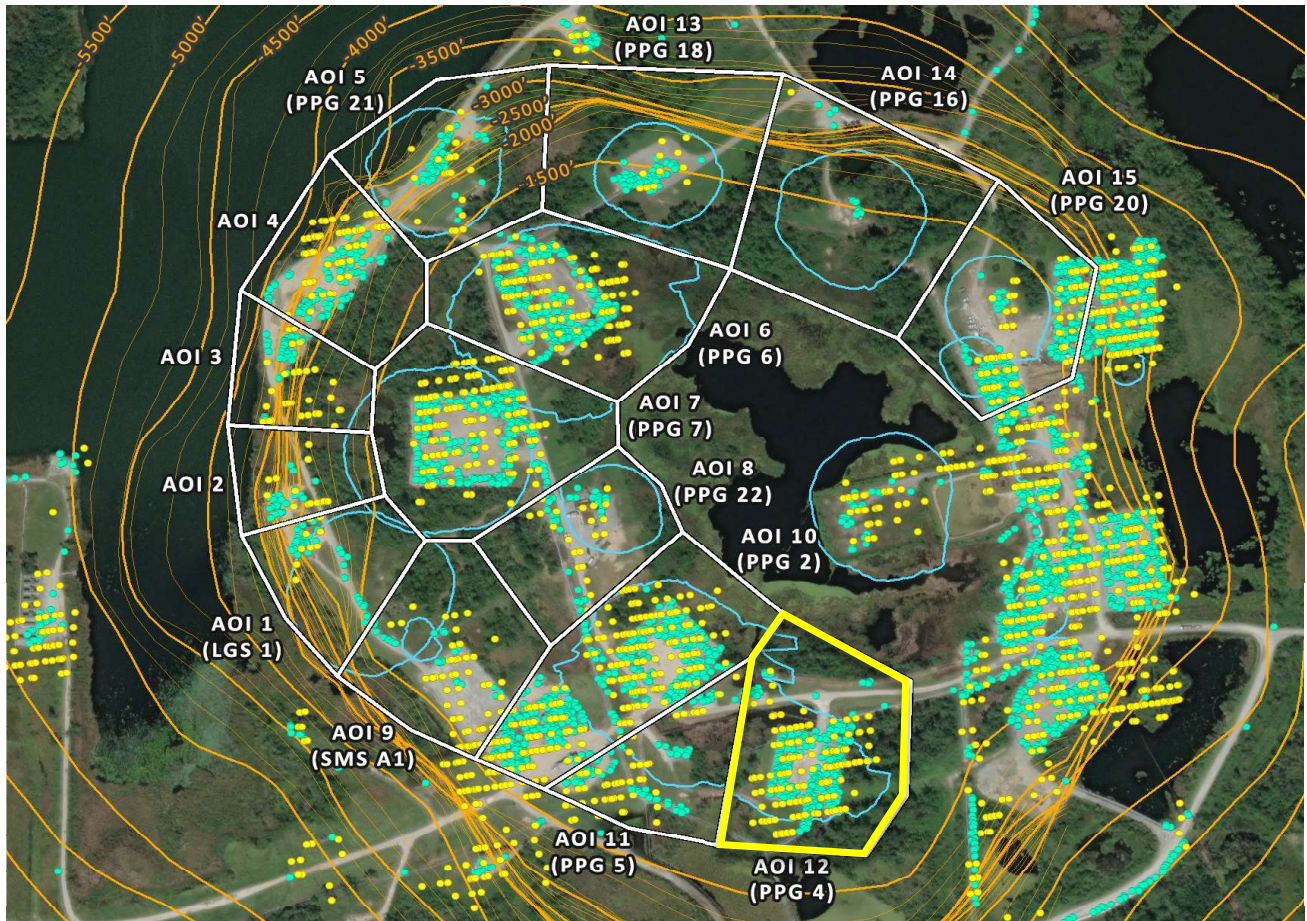 -5500'
-5000'
-4500'
-4000'
-3500'
-3000'
-2500'
-2000'
-1500'
AOI 13
(PPG 18)
AOI 14
(PPG 16)
AOI 5
(PPG 21)
AOI 15
(PPG 20)
AOI 4
AOI 3
AOI 6
(PPG 6)
AOI 7
(PPG 7)
AOI 2
AOI 8
(PPG 22)
AOI 10
(PPG 2)
AOI 1
(LGS 1)
AOI 9
(SMS A1)
AOI 11
(PPG 5)
AOI 12
(PPG 4)